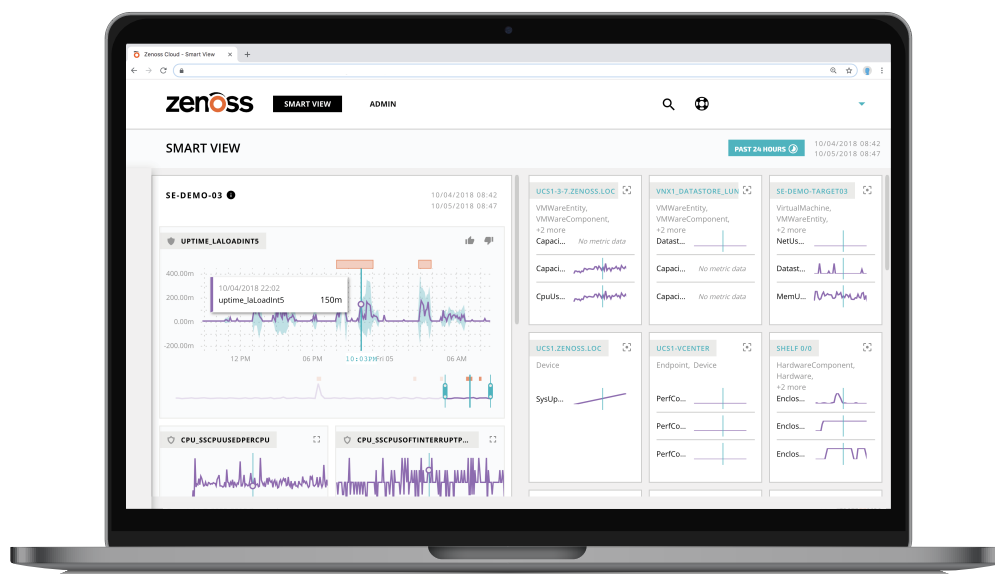 Zenoss Cloud - Smart View
zenoss
SMART VIEW
ADMIN
SMART VIEW
PAST 24 HOURS
10/04/2018 08:42
10/05/2018 08:47
SE-DEMO-03
10/04/2018 08:42
10/05/2018 08:47
UPTIME_LALOADINT5
400.00m
200.00m
0.00m
-200.00m
10/04/2018 22:02
uptime_laLoadInt5 150m
12 PM
06 PM
10:03PM
Fri 05
06 AM
CPU_SSCPUUSEDPERCPU
CPU_SSCPUSOFTINTERRUPTP...
UCS1-3-7.ZENOSS.LOC
VMWareEntity,
VMWareComponent,
+2 more
Capaci... No metric data
Capaci...
CpuUs...
VNX1_DATASTORE_LUN
VMWareEntity,
VMWareComponent,
+2 more
Datast...
Capaci... No metric data
Capaci... No metric data
SE-DEMO-TARGET03
VirtualMachine,
VMWareEntity,
+2 more
NetUs...
Datast...
MemU...
UCS1.ZENOSS.LOC
Device
SysUp...
UCS1-VCENTER
Endpoint, Device
PerfCo...
PerfCo...
PerfCo...
SHELF 0/0
HardwareComponent,
Hardware,
+2 more
Enclos...
Enclos...
Enclos...